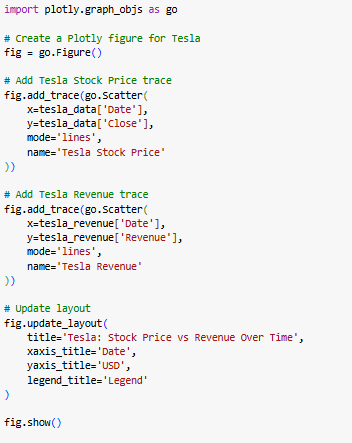 import plotly.graph_objs as go
# Create a Plotly figure for Tesla
fig = go.Figure()
# Add Tesla Stock Price trace
fig.add_trace(go.Scatter(
    x=tesla_data['Date'],
    y=tesla_data['Close'],
    mode='lines',
    name='Tesla Stock Price'
))
# Add Tesla Revenue trace
fig.add_trace(go.Scatter(
    x=tesla_revenue['Date'],
    y=tesla_revenue['Revenue'],
    mode='lines',
    name='Tesla Revenue'
))
# Update layout
fig.update_layout(
    title='Tesla: Stock Price vs Revenue Over Time',
    xaxis_title='Date',
    yaxis_title='USD',
    legend_title='Legend'
)
fig.show()